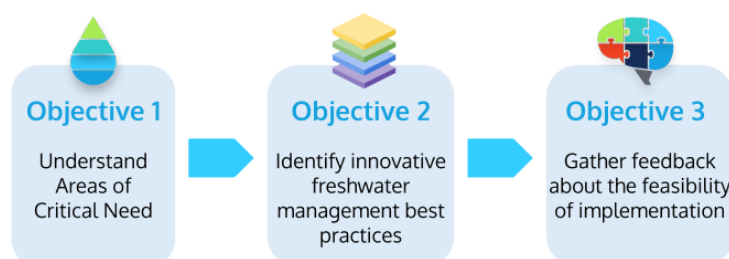 Objective 1
Understand
Areas of
Critical Need
Objective 2
Identify innovative
freshwater
management best
practices
Objective 3
Gather feedback
about the feasibility
of implementation